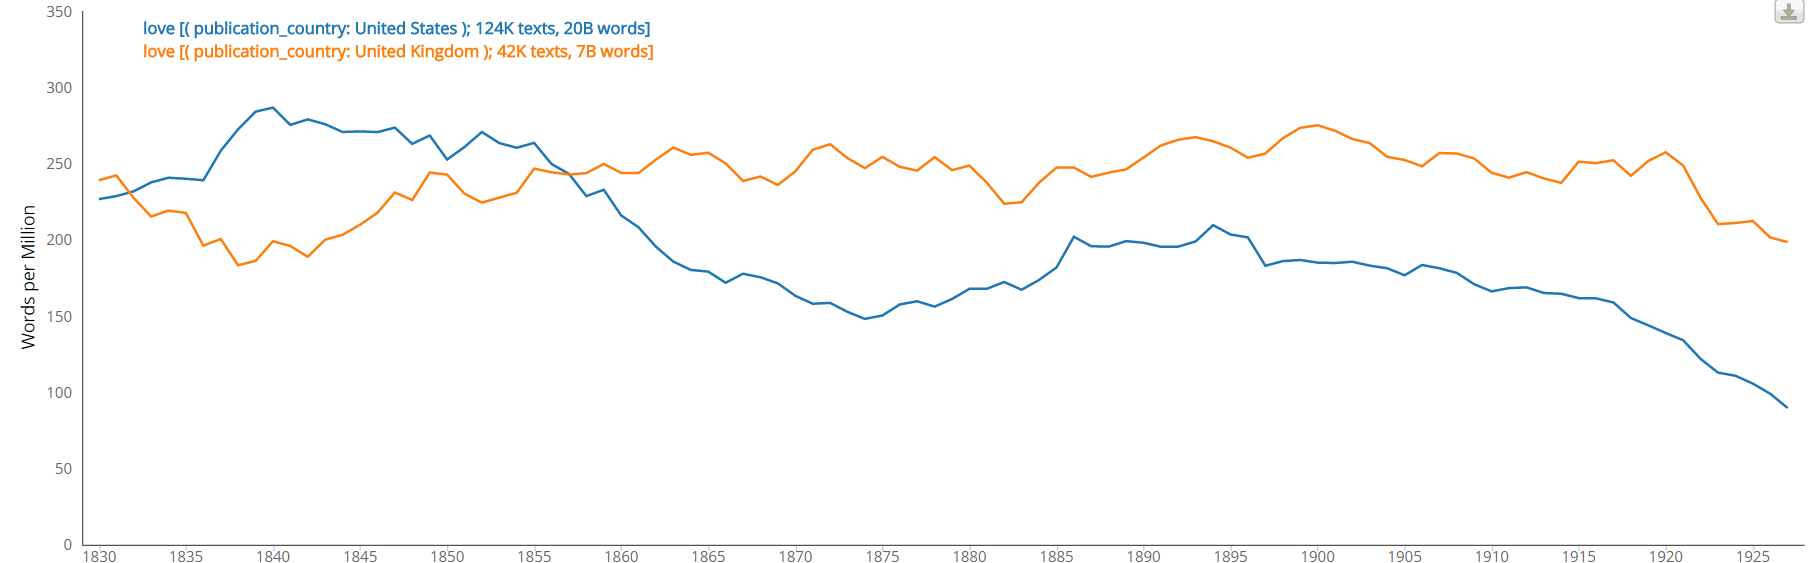 350
love [( publication_country: United States ); 124K texts, 20B words]
love [( publication_country: United Kingdom ); 42K texts, 7B words]
300
250
200
150
100
50
0
Words per Million
1830 1835 1840 1845 1850 1855 1860 1865 1870 1875 1880 1885 1890 1895 1900 1905 1910 1915 1920 1925